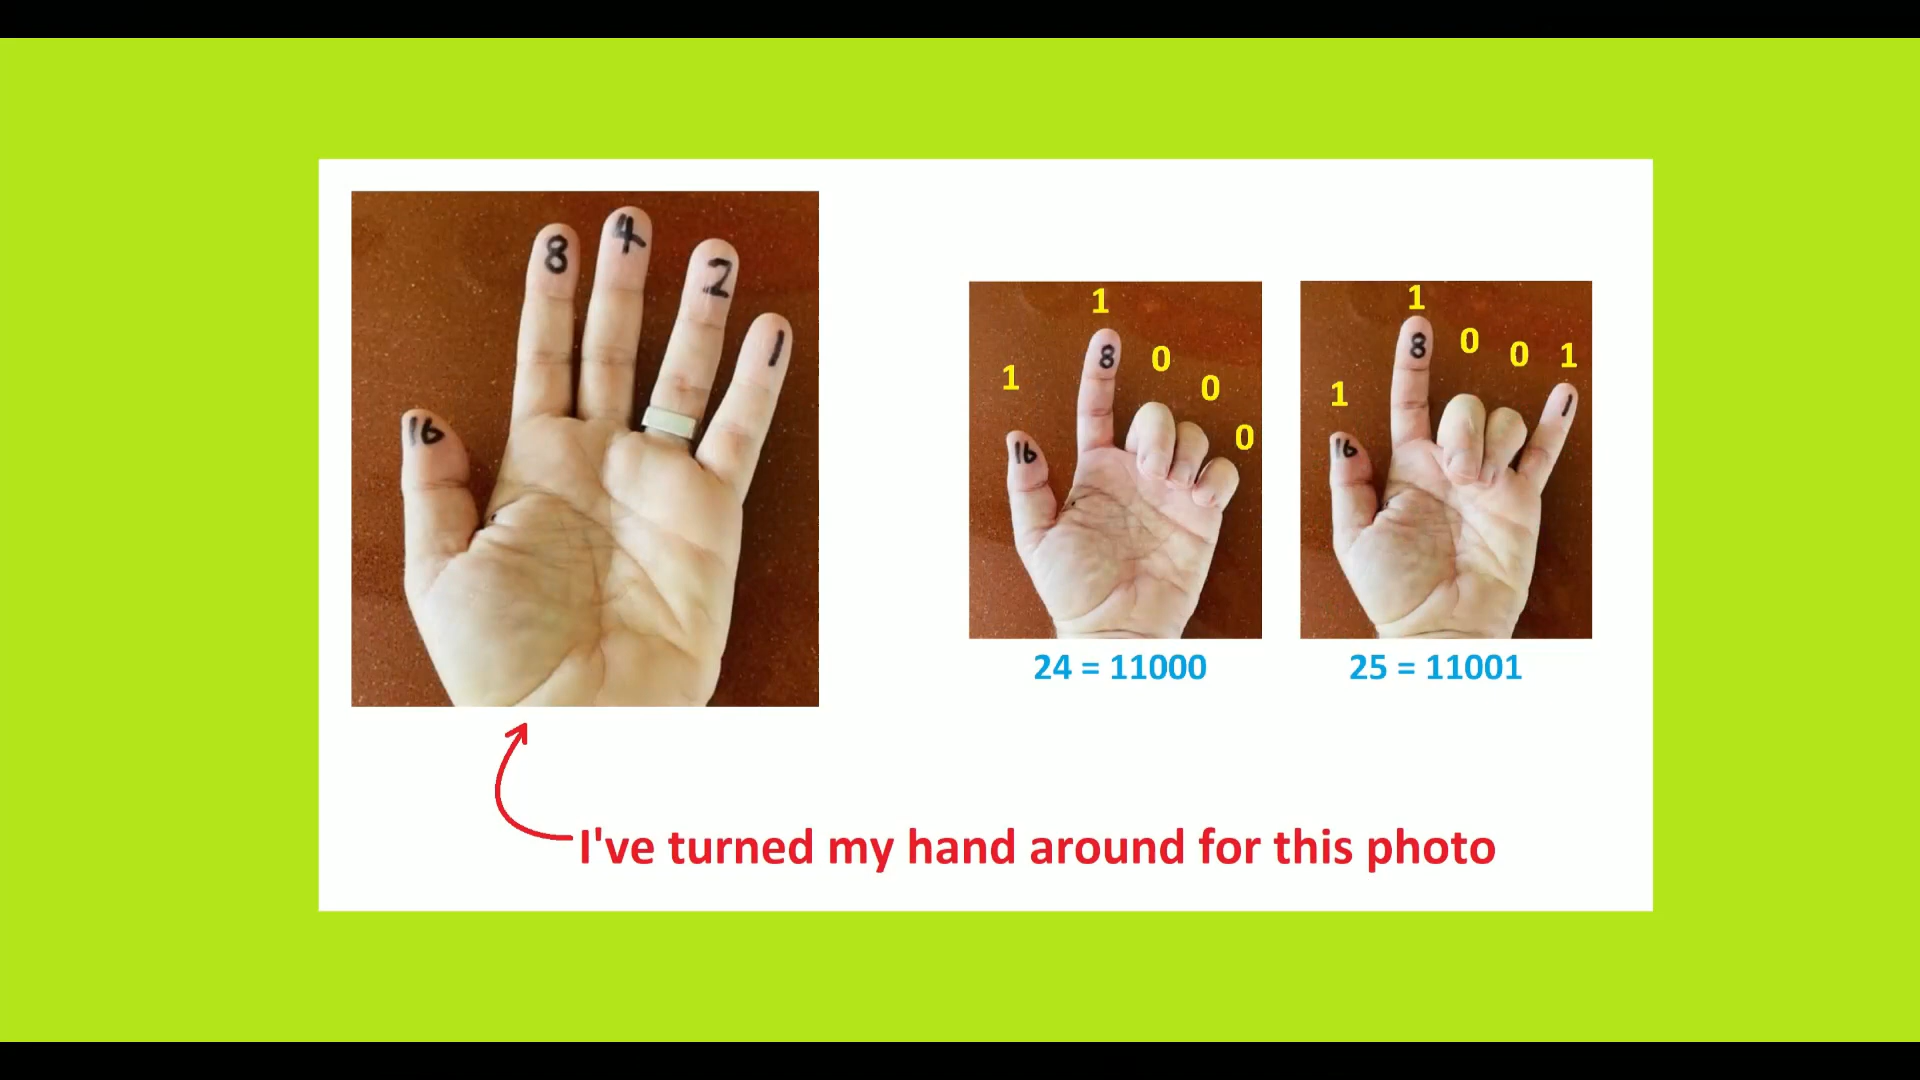 8 4 2 1
16
1 1 0 0 0
8
16
24 = 11000
1 1 0 0 1
8
1
16
25 = 11001
I've turned my hand around for this photo